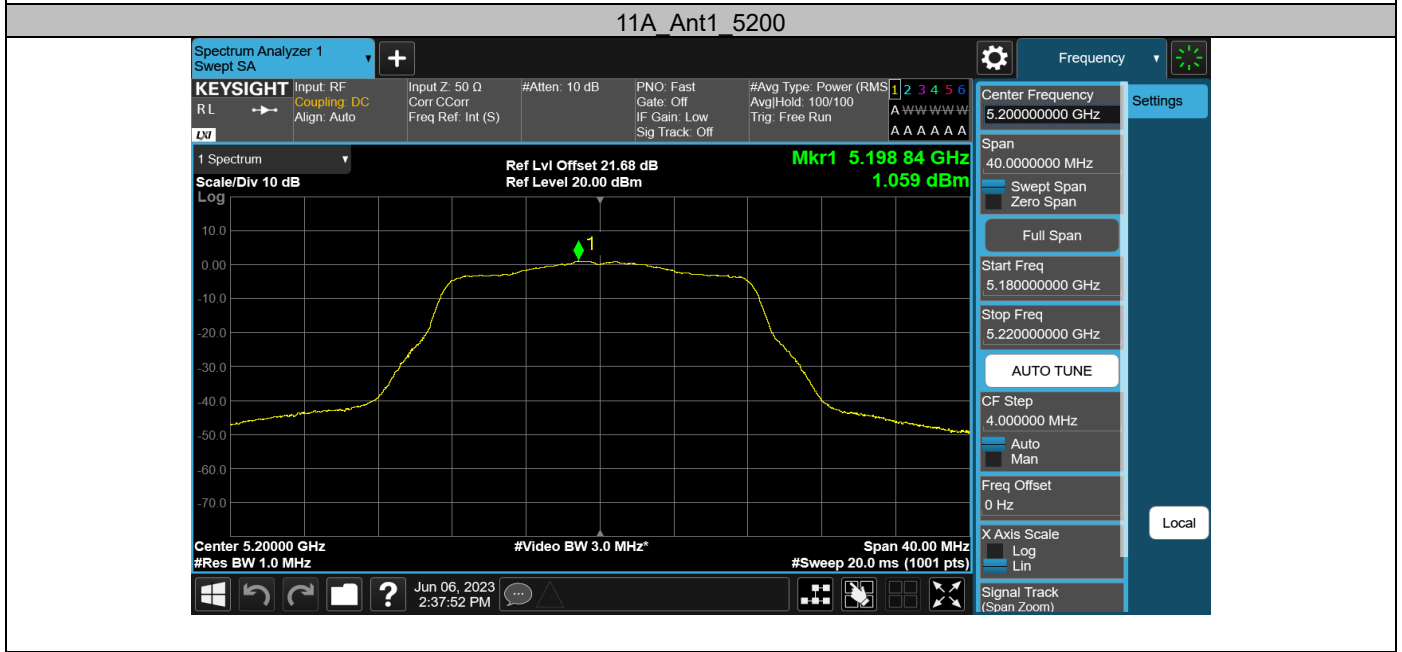 11A_Ant1_5200
Spectrum Analyzer 1
Swept SA
+
Frequency
KEYSIGHT
RL
LXI
Input: RF
Coupling: DC
Align: Auto
Input Z: 50 Ω
Corr CCorr
Freq Ref: Int (S)
#Atten: 10 dB
PNO: Fast
Gate: Off
IF Gain: Low
Sig Track: Off
#Avg Type: Power (RMS
Avg|Hold: 100/100
Trig: Free Run
1 2 3 4 5 6
A W W W W W
A A A A A A
1 Spectrum
Scale/Div 10 dB
Log
Ref Lvl Offset 21.68 dB
Ref Level 20.00 dBm
Mkr1 5.198 84 GHz
1.059 dBm
10.0
0.00
-10.0
-20.0
-30.0
-40.0
-50.0
-60.0
-70.0
1
Center 5.20000 GHz
#Res BW 1.0 MHz
#Video BW 3.0 MHz*
Span 40.00 MHz
#Sweep 20.0 ms (1001 pts)
?
Jun 06, 2023
2:37:52 PM
Center Frequency
5.200000000 GHz
Span
40.0000000 MHz
Swept Span
Zero Span
Full Span
Start Freq
5.180000000 GHz
Stop Freq
5.220000000 GHz
AUTO TUNE
CF Step
4.000000 MHz
Auto
Man
Freq Offset
0 Hz
X Axis Scale
Log
Lin
Signal Track
(Span Zoom)
Settings
Local